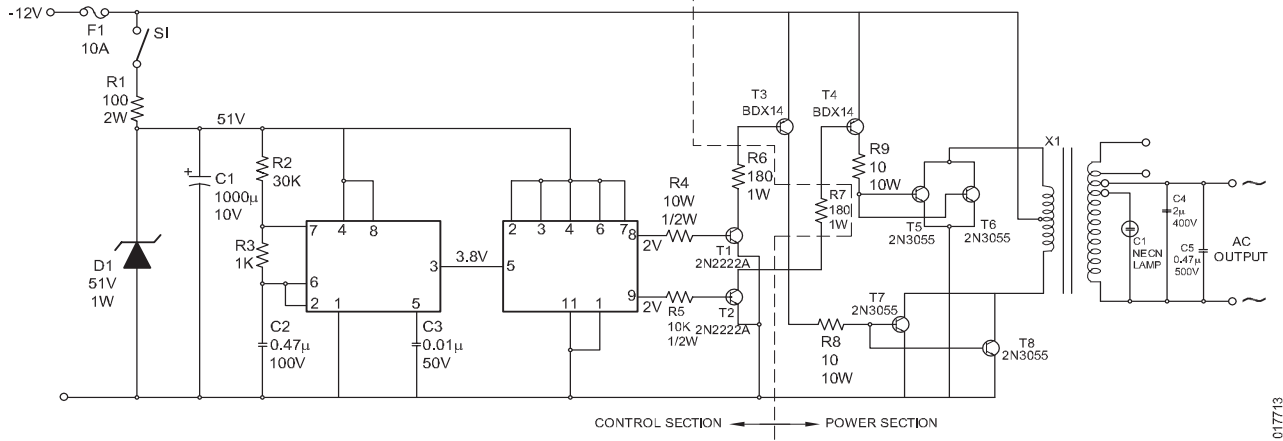 -12V
F1
10A
SI
R1
100
2W
51V
C1
1000μ
10V
R2
30K
R3
1K
D1
51V
1W
C2
0.47μ
100V
7
4
8
6
2
3
1
5
C3
0.01μ
50V
3.8V
2
3
4
6
7
8
5
9
11
1
2V
2V
R4
10W
1/2W
R5
10K
1/2W
T1
2N2222A
T2
2N2222A
T3
BDX14
T4
BDX14
R6
180
1W
R7
180
1W
R9
10
10W
T5
2N3055
T6
2N3055
T7
2N3055
T8
2N3055
R8
10
10W
X1
C1
NECN
LAMP
C4
2μ
400V
C5
0.47μ
500V
AC
OUTPUT
CONTROL SECTION
POWER SECTION
017713